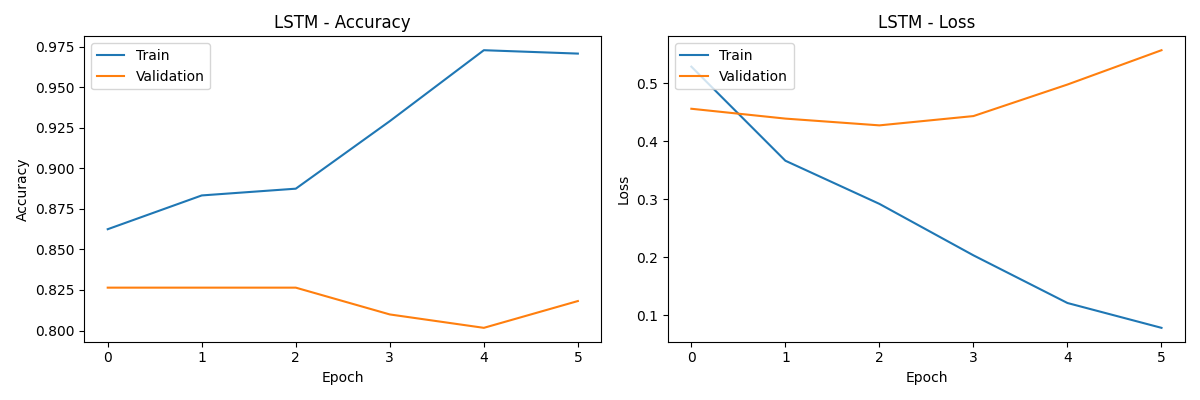 LSTM - Accuracy
Train
Validation
0.975
0.950
0.925
0.900
0.875
0.850
0.825
0.800
Accuracy
0 1 2 3 4 5
Epoch
LSTM - Loss
Train
Validation
0.5
0.4
0.3
0.2
0.1
Loss
0 1 2 3 4 5
Epoch